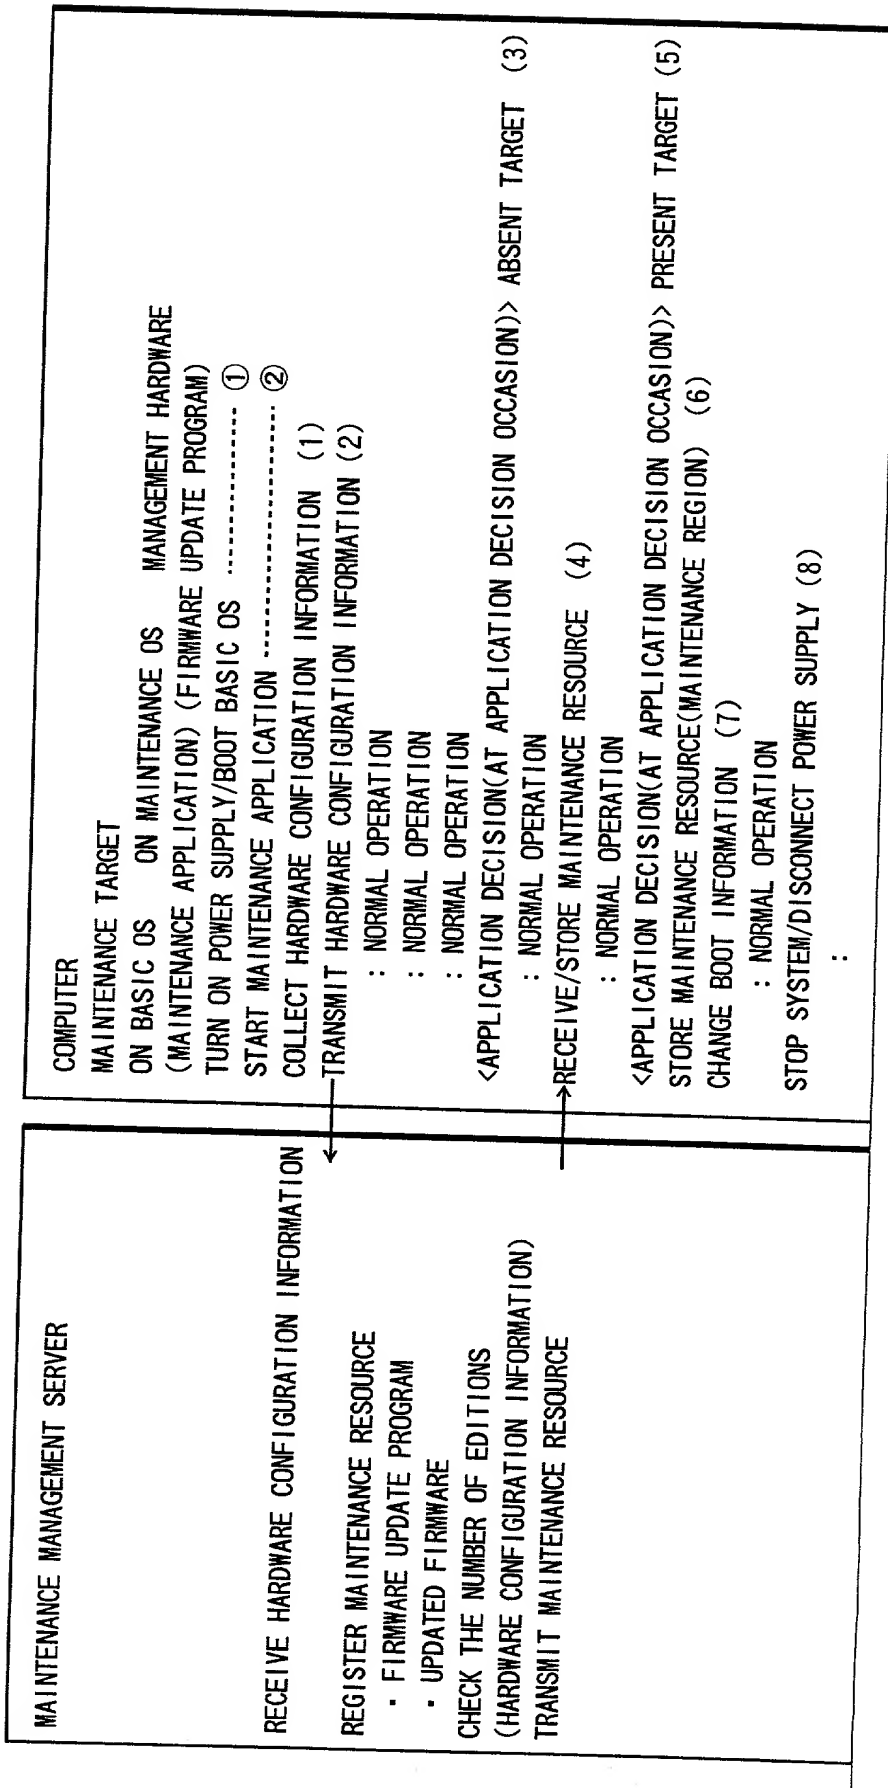 MAINTENANCE MANAGEMENT SERVER
RECEIVE HARDWARE CONFIGURATION INFORMATION
REGISTER MAINTENANCE RESOURCE
・ FIRMWARE UPDATE PROGRAM
・ UPDATED FIRMWARE
CHECK THE NUMBER OF EDITIONS
(HARDWARE CONFIGURATION INFORMATION)
TRANSMIT MAINTENANCE RESOURCE
COMPUTER
MAINTENANCE TARGET
ON BASIC OS ON MAINTENANCE OS MANAGEMENT HARDWARE
(MAINTENANCE APPLICATION) (FIRMWARE UPDATE PROGRAM)
TURN ON POWER SUPPLY/BOOT BASIC OS ---------------- ①
START MAINTENANCE APPLICATION ---------------------- ②
COLLECT HARDWARE CONFIGURATION INFORMATION (1)
TRANSMIT HARDWARE CONFIGURATION INFORMATION (2)
: NORMAL OPERATION
: NORMAL OPERATION
: NORMAL OPERATION
<APPLICATION DECISION(AT APPLICATION DECISION OCCASION)> ABSENT TARGET (3)
: NORMAL OPERATION
RECEIVE/STORE MAINTENANCE RESOURCE (4)
: NORMAL OPERATION
<APPLICATION DECISION(AT APPLICATION DECISION OCCASION)> PRESENT TARGET (5)
STORE MAINTENANCE RESOURCE(MAINTENANCE REGION) (6)
CHANGE BOOT INFORMATION (7)
: NORMAL OPERATION
STOP SYSTEM/DISCONNECT POWER SUPPLY (8)
: